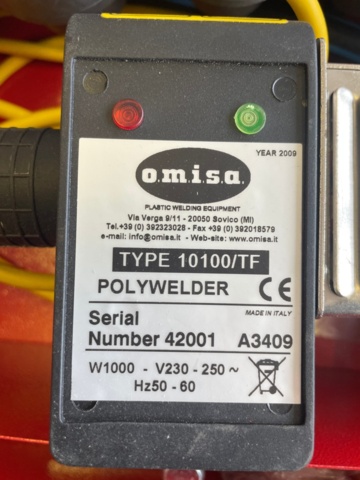 YEAR 2009
o.m.i.s.a.
PLASTIC WELDING EQUIPMENT
Via Verga 9/11 - 20050 Sovico (MI)
Tel.+39 (0) 392323028 - Fax +39 (0) 392018579
e-mail: info@omisa.it - Web-site: www.omisa.it
TYPE 10100/TF
POLYWELDER CE
MADE IN ITALY
Serial
Number 42001 A3409
W1000 - V230 - 250~
Hz50 - 60